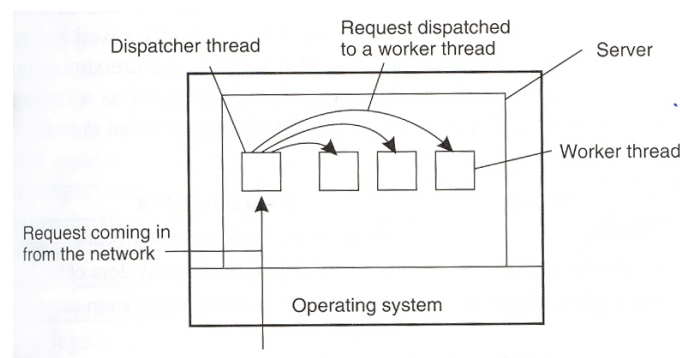 Request dispatched
to a worker thread
Dispatcher thread
Server
Worker thread
Request coming in
from the network
Operating system